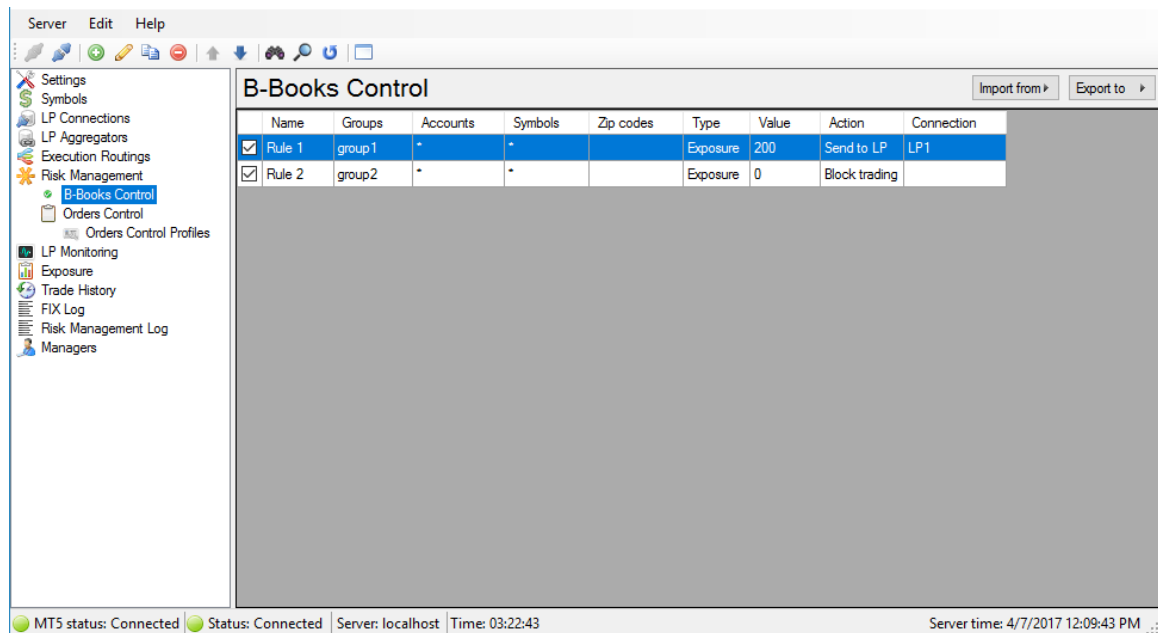 Server Edit Help
Settings
Symbols
LP Connections
LP Aggregators
Execution Routings
Risk Management
B-Books Control
Orders Control
Orders Control Profiles
LP Monitoring
Exposure
Trade History
FIX Log
Risk Management Log
Managers
B-Books Control
Import from Export to
Name Groups Accounts Symbols Zip codes Type Value Action Connection
Rule 1 group1 * * Exposure 200 Send to LP LP1
Rule 2 group2 * * Exposure 0 Block trading
MT5 status: Connected Status: Connected Server: localhost Time: 03:22:43 Server time: 4/7/2017 12:09:43 PM